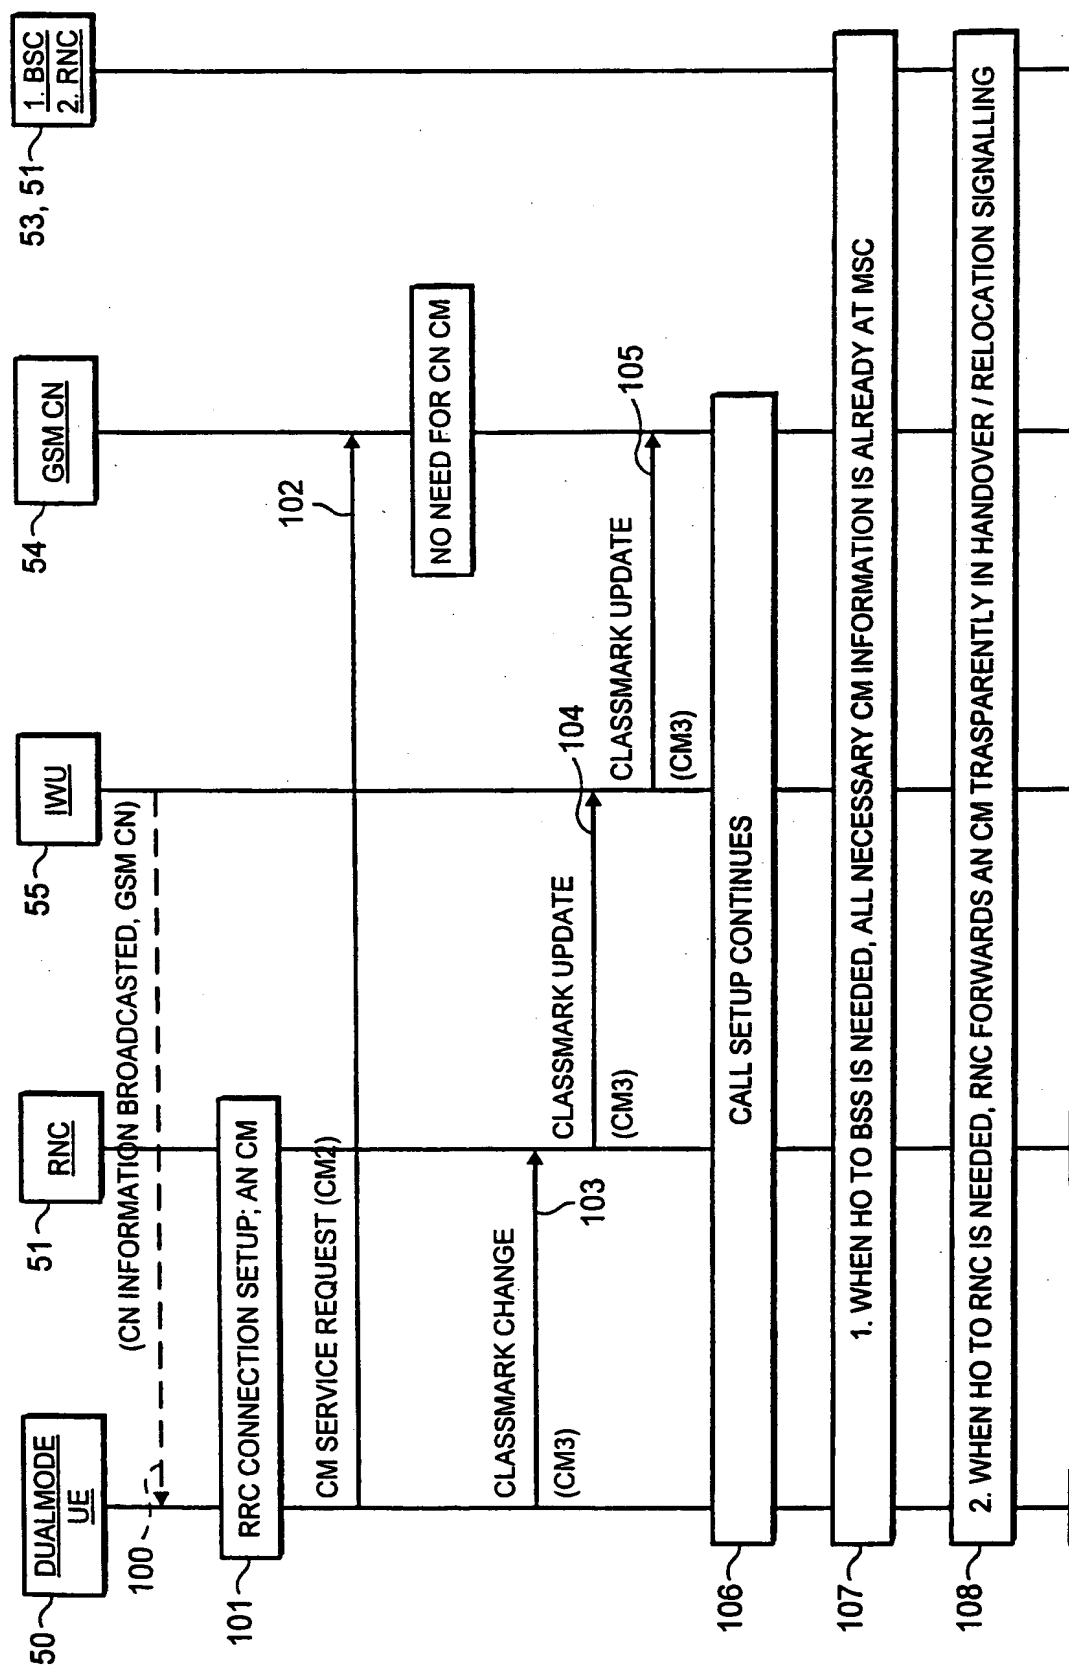 50
DUALMODE
UE
51
RNC
55
IWU
54
GSM CN
53, 51
1. BSC
2. RNC
100
(CN INFORMATION BROADCASTED, GSM CN)
101
RRC CONNECTION SETUP; AN CM
CM SERVICE REQUEST (CM2)
102
NO NEED FOR CN CM
CLASSMARK CHANGE
(CM3)
103
CLASSMARK UPDATE
(CM3)
104
CLASSMARK UPDATE
(CM3)
105
106
CALL SETUP CONTINUES
107
1. WHEN HO TO BSS IS NEEDED, ALL NECESSARY CM INFORMATION IS ALREADY AT MSC
108
2. WHEN HO TO RNC IS NEEDED, RNC FORWARDS AN CM TRASPARENTLY IN HANDOVER / RELOCATION SIGNALLING